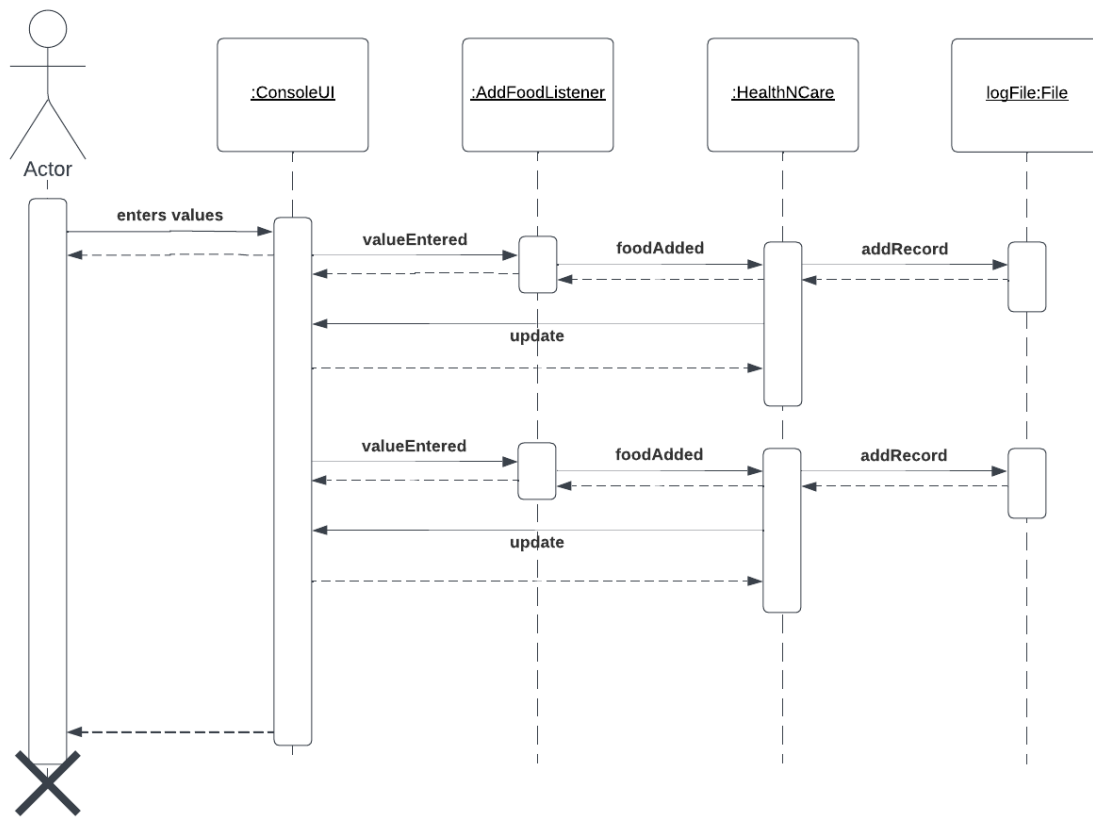 :ConsoleUI
:AddFoodListener
:HealthNCare
logFile:File
Actor
enters values
valueEntered
foodAdded
addRecord
update
valueEntered
foodAdded
addRecord
update